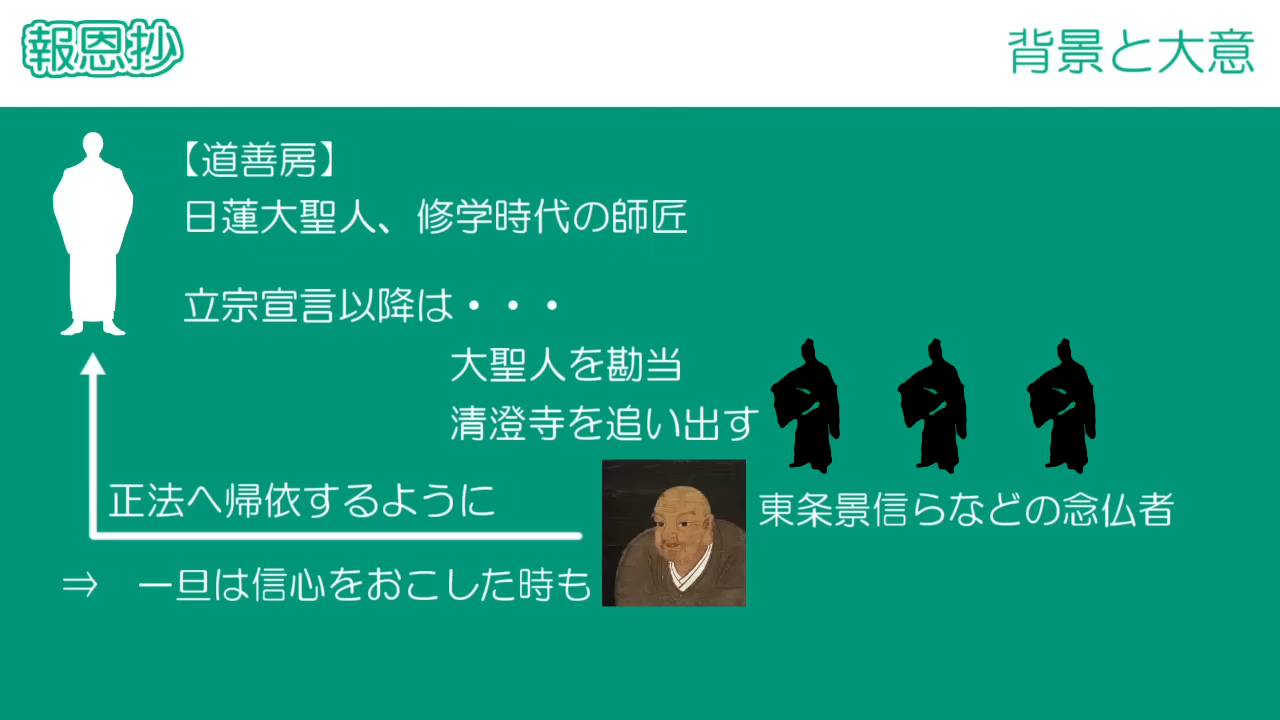 報恩抄
背景と大意
【道善房】
日蓮大聖人、修学時代の師匠
立宗宣言以降は・・・
大聖人を勘当
清澄寺を追い出す
正法へ帰依するように
東条景信らなどの念仏者
⇒ 一旦は信心をおこした時も